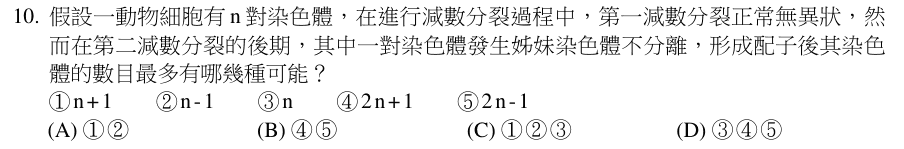 10. 假設一動物細胞有 n 對染色體，在進行減數分裂過程中，第一減數分裂正常無異狀，然
而在第二減數分裂的後期，其中一對染色體發生姊妹染色體不分離，形成配子後其染色
體的數目最多有哪幾種可能？
①n+1 ②n-1 ③n ④2n+1 ⑤2n-1
(A) ①② (B) ④⑤ (C) ①②③ (D) ③④⑤